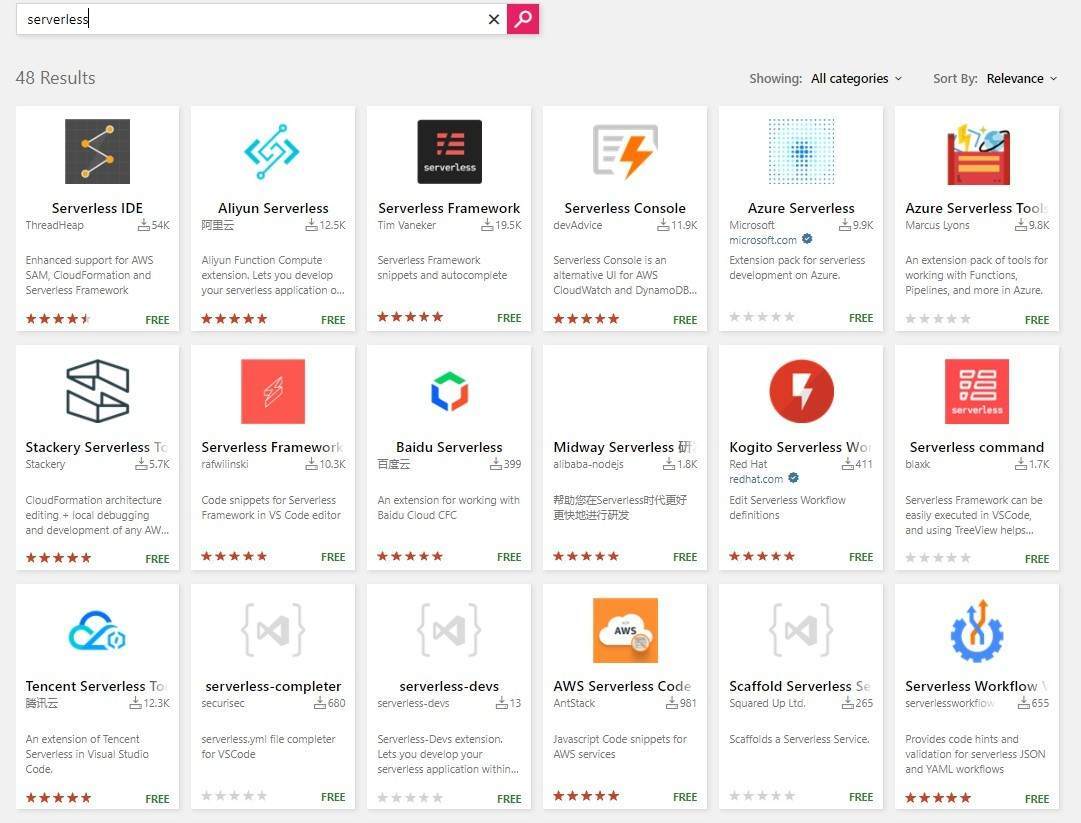 serverless
48 Results
Showing: All categories
Sort By: Relevance
Serverless IDE
ThreadHeap 54K
Enhanced support for AWS
SAM, CloudFormation and
Serverless Framework
FREE
Aliyun Serverless
阿里云 12.5K
Aliyun Function Compute
extension. Lets you develop
your serverless application o...
FREE
serverless
Serverless Framework
Tim Vaneker 19.5K
Serverless Framework
snippets and autocomplete
FREE
Serverless Console
devAdvice 11.9K
Serverless Console is an
alternative UI for AWS
CloudWatch and DynamoDB...
FREE
Azure Serverless
Microsoft 9.9K
microsoft.com
Extension pack for serverless
development on Azure.
FREE
Azure Serverless Tools
Marcus Lyons 9.8K
An extension pack of tools for
working with Functions,
Pipelines, and more in Azure.
FREE
Stackery Serverless To
Stackery 5.7K
CloudFormation architecture
editing + local debugging
and development of any AW...
FREE
Serverless Framework
rafwilinski 10.3K
Code snippets for Serverless
Framework in VS Code editor
FREE
Baidu Serverless
百度云 399
An extension for working with
Baidu Cloud CFC
FREE
Midway Serverless 研
alibaba-nodejs 1.8K
帮助您在Serverless时代更好
更快地进行研发
FREE
Kogito Serverless Wor
Red Hat 411
redhat.com
Edit Serverless Workflow
definitions
FREE
serverless
Serverless command
blaxk 1.7K
Serverless Framework can be
easily executed in VSCode,
and using TreeView helps...
FREE
Tencent Serverless Too
腾讯云 12.3K
An extension of Tencent
Serverless in Visual Studio
Code.
FREE
serverless-completer
securisec 680
serverless.yml file completer
for VSCode
FREE
serverless-devs
serverless-devs 13
Serverless-Devs extension.
Lets you develop your
serverless application within...
FREE
AWS
AWS Serverless Code
AntStack 981
Javascript Code snippets for
AWS services
FREE
Scaffold Serverless Se
Squared Up Ltd. 265
Scaffolds a Serverless Service.
FREE
Serverless Workflow V
serverlessworkflow 655
Provides code hints and
validation for serverless JSON
and YAML workflows
FREE